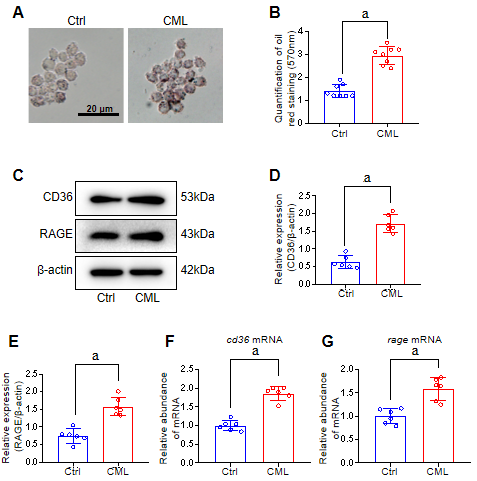 A
Ctrl
CML
20 μm
B
Quantification of oil
red staining (570nm)
4
3
2
1
0
a
Ctrl
CML
C
CD36
53kDa
RAGE
43kDa
β-actin
42kDa
Ctrl
CML
D
Relative expression
(CD36/β-actin)
2.5
2.0
1.5
1.0
0.5
0.0
a
Ctrl
CML
E
Relative expression
(RAGE/β-actin)
2.5
2.0
1.5
1.0
0.5
0.0
a
Ctrl
CML
F
cd36 mRNA
Relative abundance
of mRNA
2.5
2.0
1.5
1.0
0.5
0.0
a
Ctrl
CML
G
rage mRNA
Relative abundance
of mRNA
2.0
1.5
1.0
0.5
0.0
a
Ctrl
CML